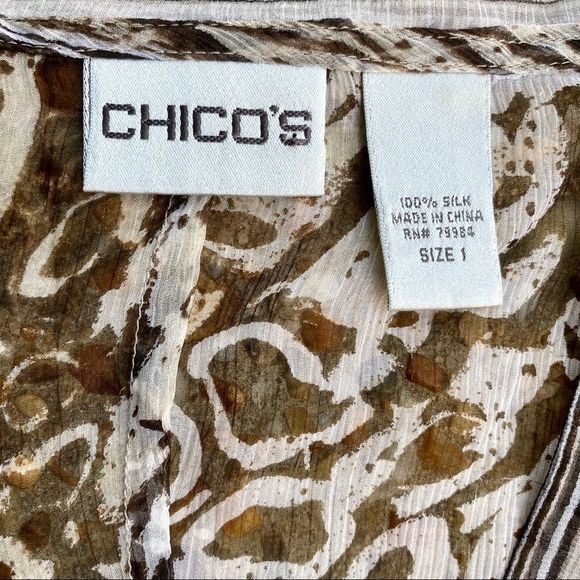 CHICO'S
100% SILK
MADE IN CHINA
RN# 79984
SIZE 1